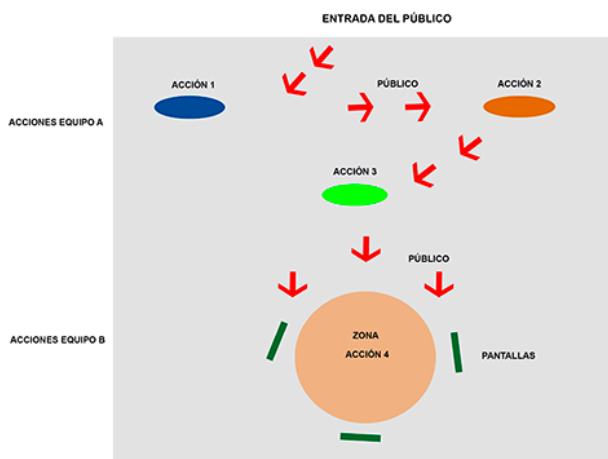 ENTRADA DEL PÚBLICO
ACCIÓN 1
PÚBLICO
ACCIÓN 2
ACCIONES EQUIPO A
ACCIÓN 3
PÚBLICO
ACCIONES EQUIPO B
ZONA
ACCIÓN 4
PANTALLAS